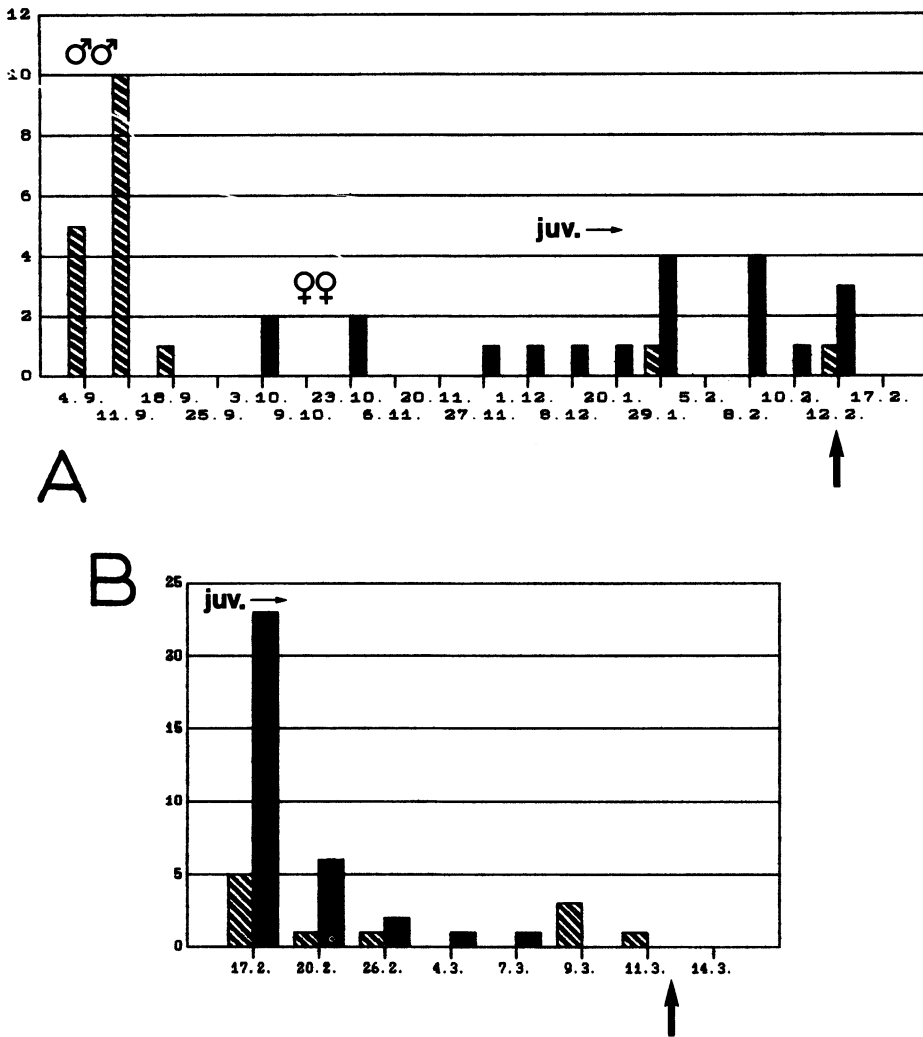 12
♂♂
10
8
6
juv. →
4
♀♀
2
0
4.9. 18.9. 3.10. 23.10. 20.11. 1.12. 20.1. 5.2. 10.2. 17.2.
11.9. 25.9. 9.10. 6.11. 27.11. 8.12. 29.1. 8.2. 12.2.
A
B
25
juv. →
20
15
10
5
0
17.2. 20.2. 26.2. 4.3. 7.3. 9.3. 11.3. 14.3.